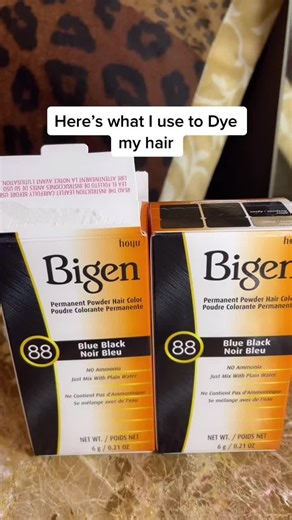 Here's what I use to Dye
my hair
hoyu
Bigen
Permanent Powder Hair Color
Poudre Colorante Permanente
88
Blue Black
Noir Bleu
NO Ammonia
Just Mix With Plain Water
Ne Contient Pas d'Ammoniaque
Se mélange avec de l'eau
NET WT. / POIDS NET
6 g / 0.21 OZ
Bigen
Permanent Powder Hair Color
Poudre Colorante Permanente
88
Blue Black
Noir Bleu
NO Ammonia
Just Mix With Plain Water
Ne Contient Pas d'Ammoniaque
Se mélange avec de l'eau
NET WT. / POIDS NET
6 g / 0.21 OZ